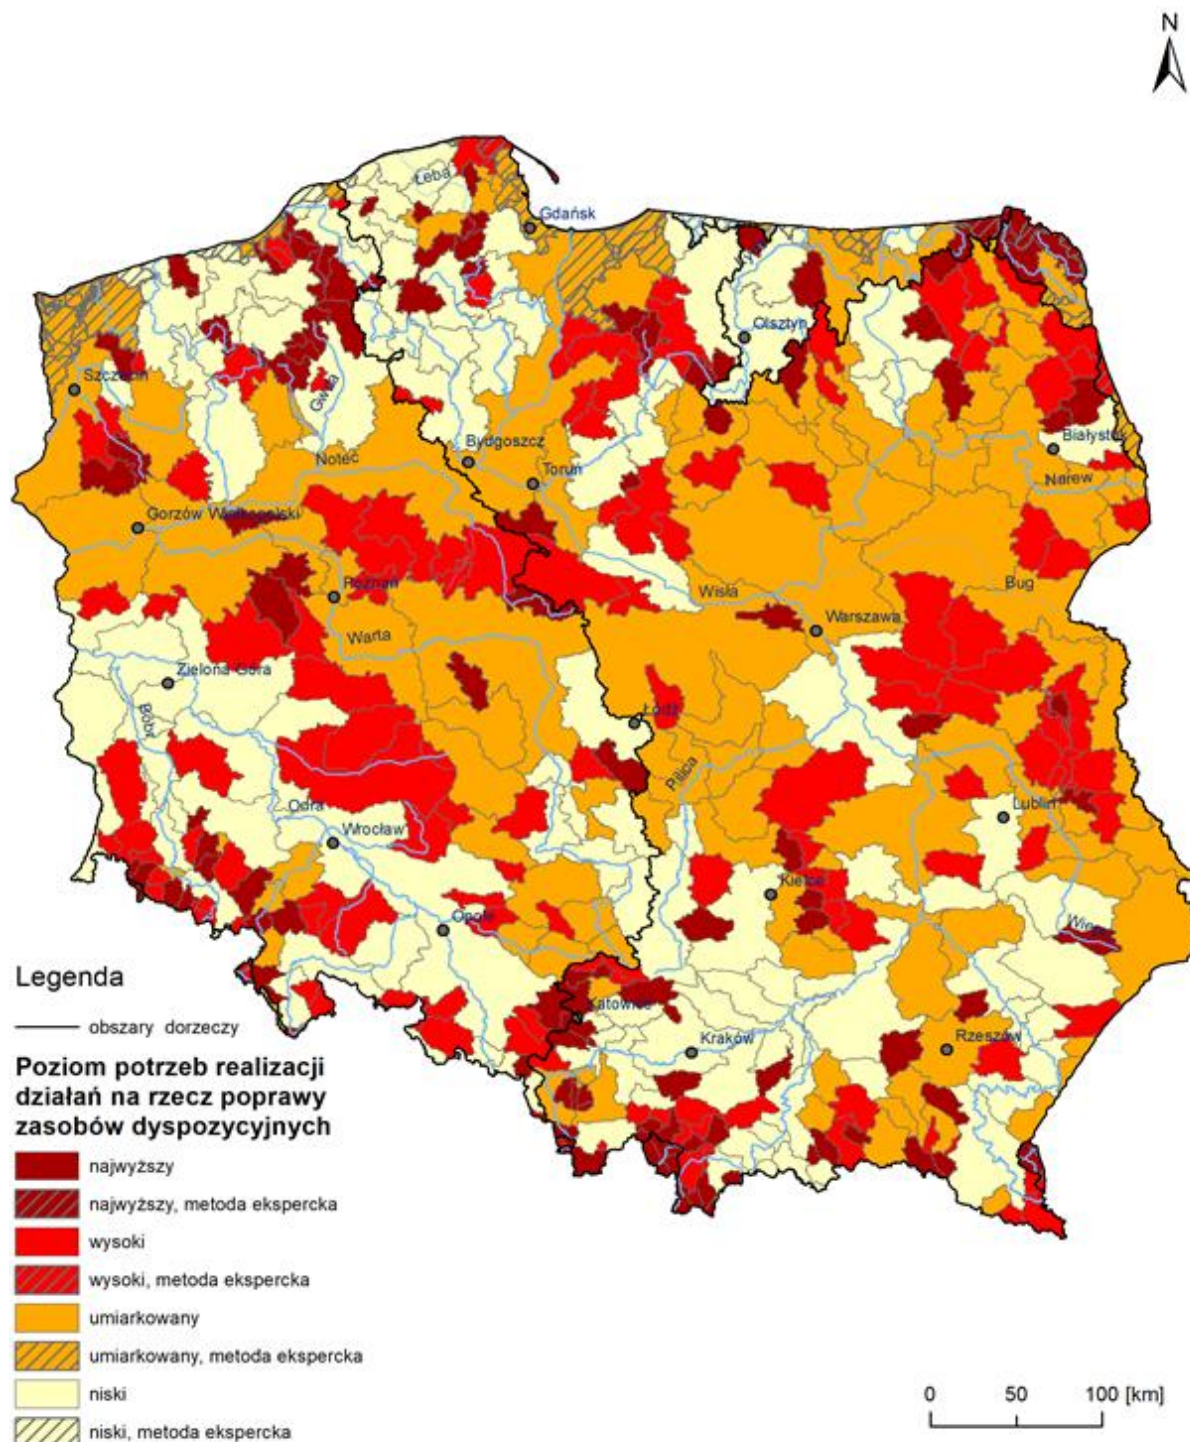 N
Łeba
Gdańsk
Olsztyn
Szczecin
Gwda
Bydgoszcz
Białystok
Noteć
Toruń
Narew
Gorzów Wielkopolski
Bug
Poznań
Wisła
Warszawa
Warta
Zielona Góra
Bóbr
Łódź
Pilica
Odra
Lublin
Wrocław
Kielce
Opole
Wieprz
Legenda
Katowice
obszary dorzeczy
Kraków
Rzeszów
Poziom potrzeb realizacji
działań na rzecz poprawy
zasobów dyspozycyjnych
najwyższy
najwyższy, metoda ekspercka
wysoki
wysoki, metoda ekspercka
umiarkowany
umiarkowany, metoda ekspercka
niski
0 50 100 [km]
niski, metoda ekspercka